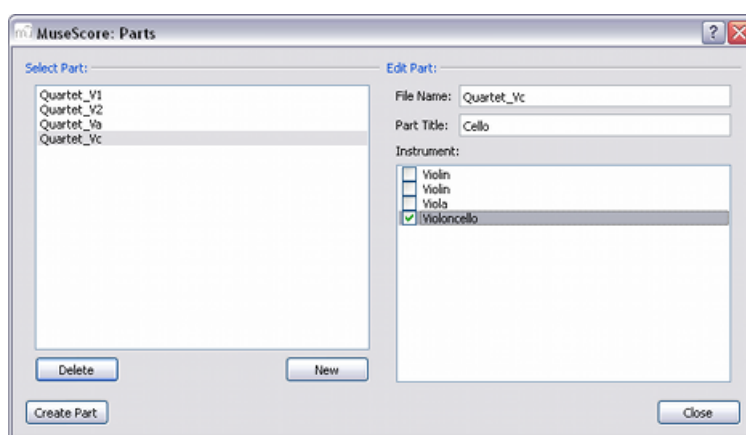 MuseScore: Parts
Select Part:
Quartet_V1
Quartet_V2
Quartet_Va
Quartet_Vc
Delete
New
Create Part
Edit Part:
File Name: Quartet_Vc
Part Title: Cello
Instrument:
Violin
Violin
Viola
Violoncello
Close